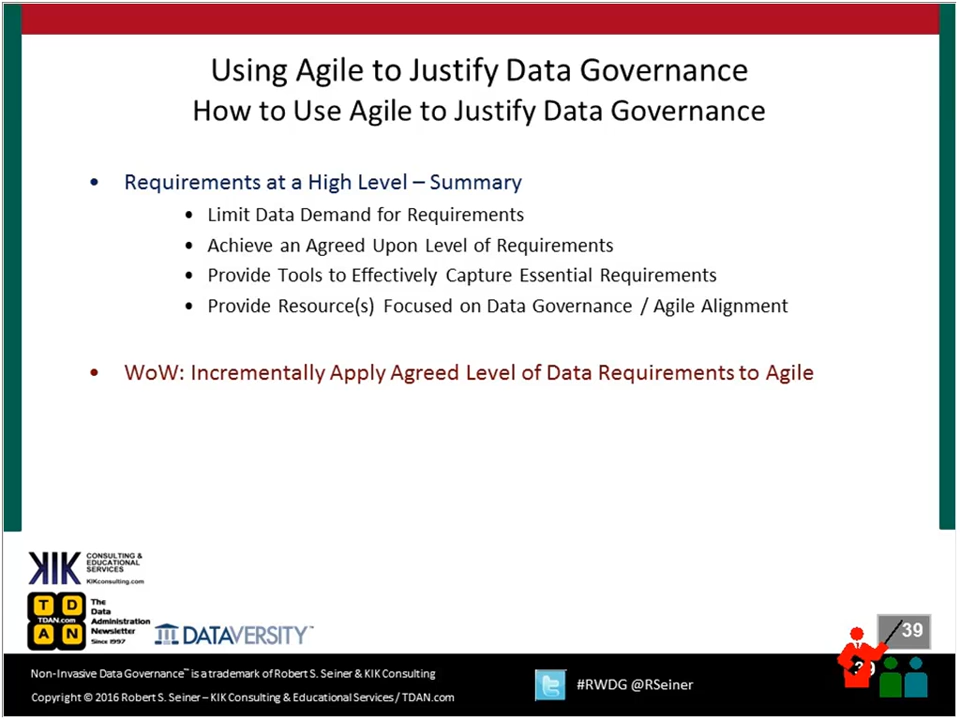 Using Agile to Justify Data Governance
How to Use Agile to Justify Data Governance
• Requirements at a High Level – Summary
• Limit Data Demand for Requirements
• Achieve an Agreed Upon Level of Requirements
• Provide Tools to Effectively Capture Essential Requirements
• Provide Resource(s) Focused on Data Governance / Agile Alignment
• WoW: Incrementally Apply Agreed Level of Data Requirements to Agile
KIK CONSULTING &
EDUCATIONAL
SERVICES
KIKconsulting.com
T D
TDAN.com
A N
The
Data
Administration
Newsletter
Since 1997
DATAVERSITY™
39
39
Non-Invasive Data Governance™ is a trademark of Robert S. Seiner & KIK Consulting
Copyright © 2016 Robert S. Seiner – KIK Consulting & Educational Services / TDAN.com
#RWDG @RSeiner